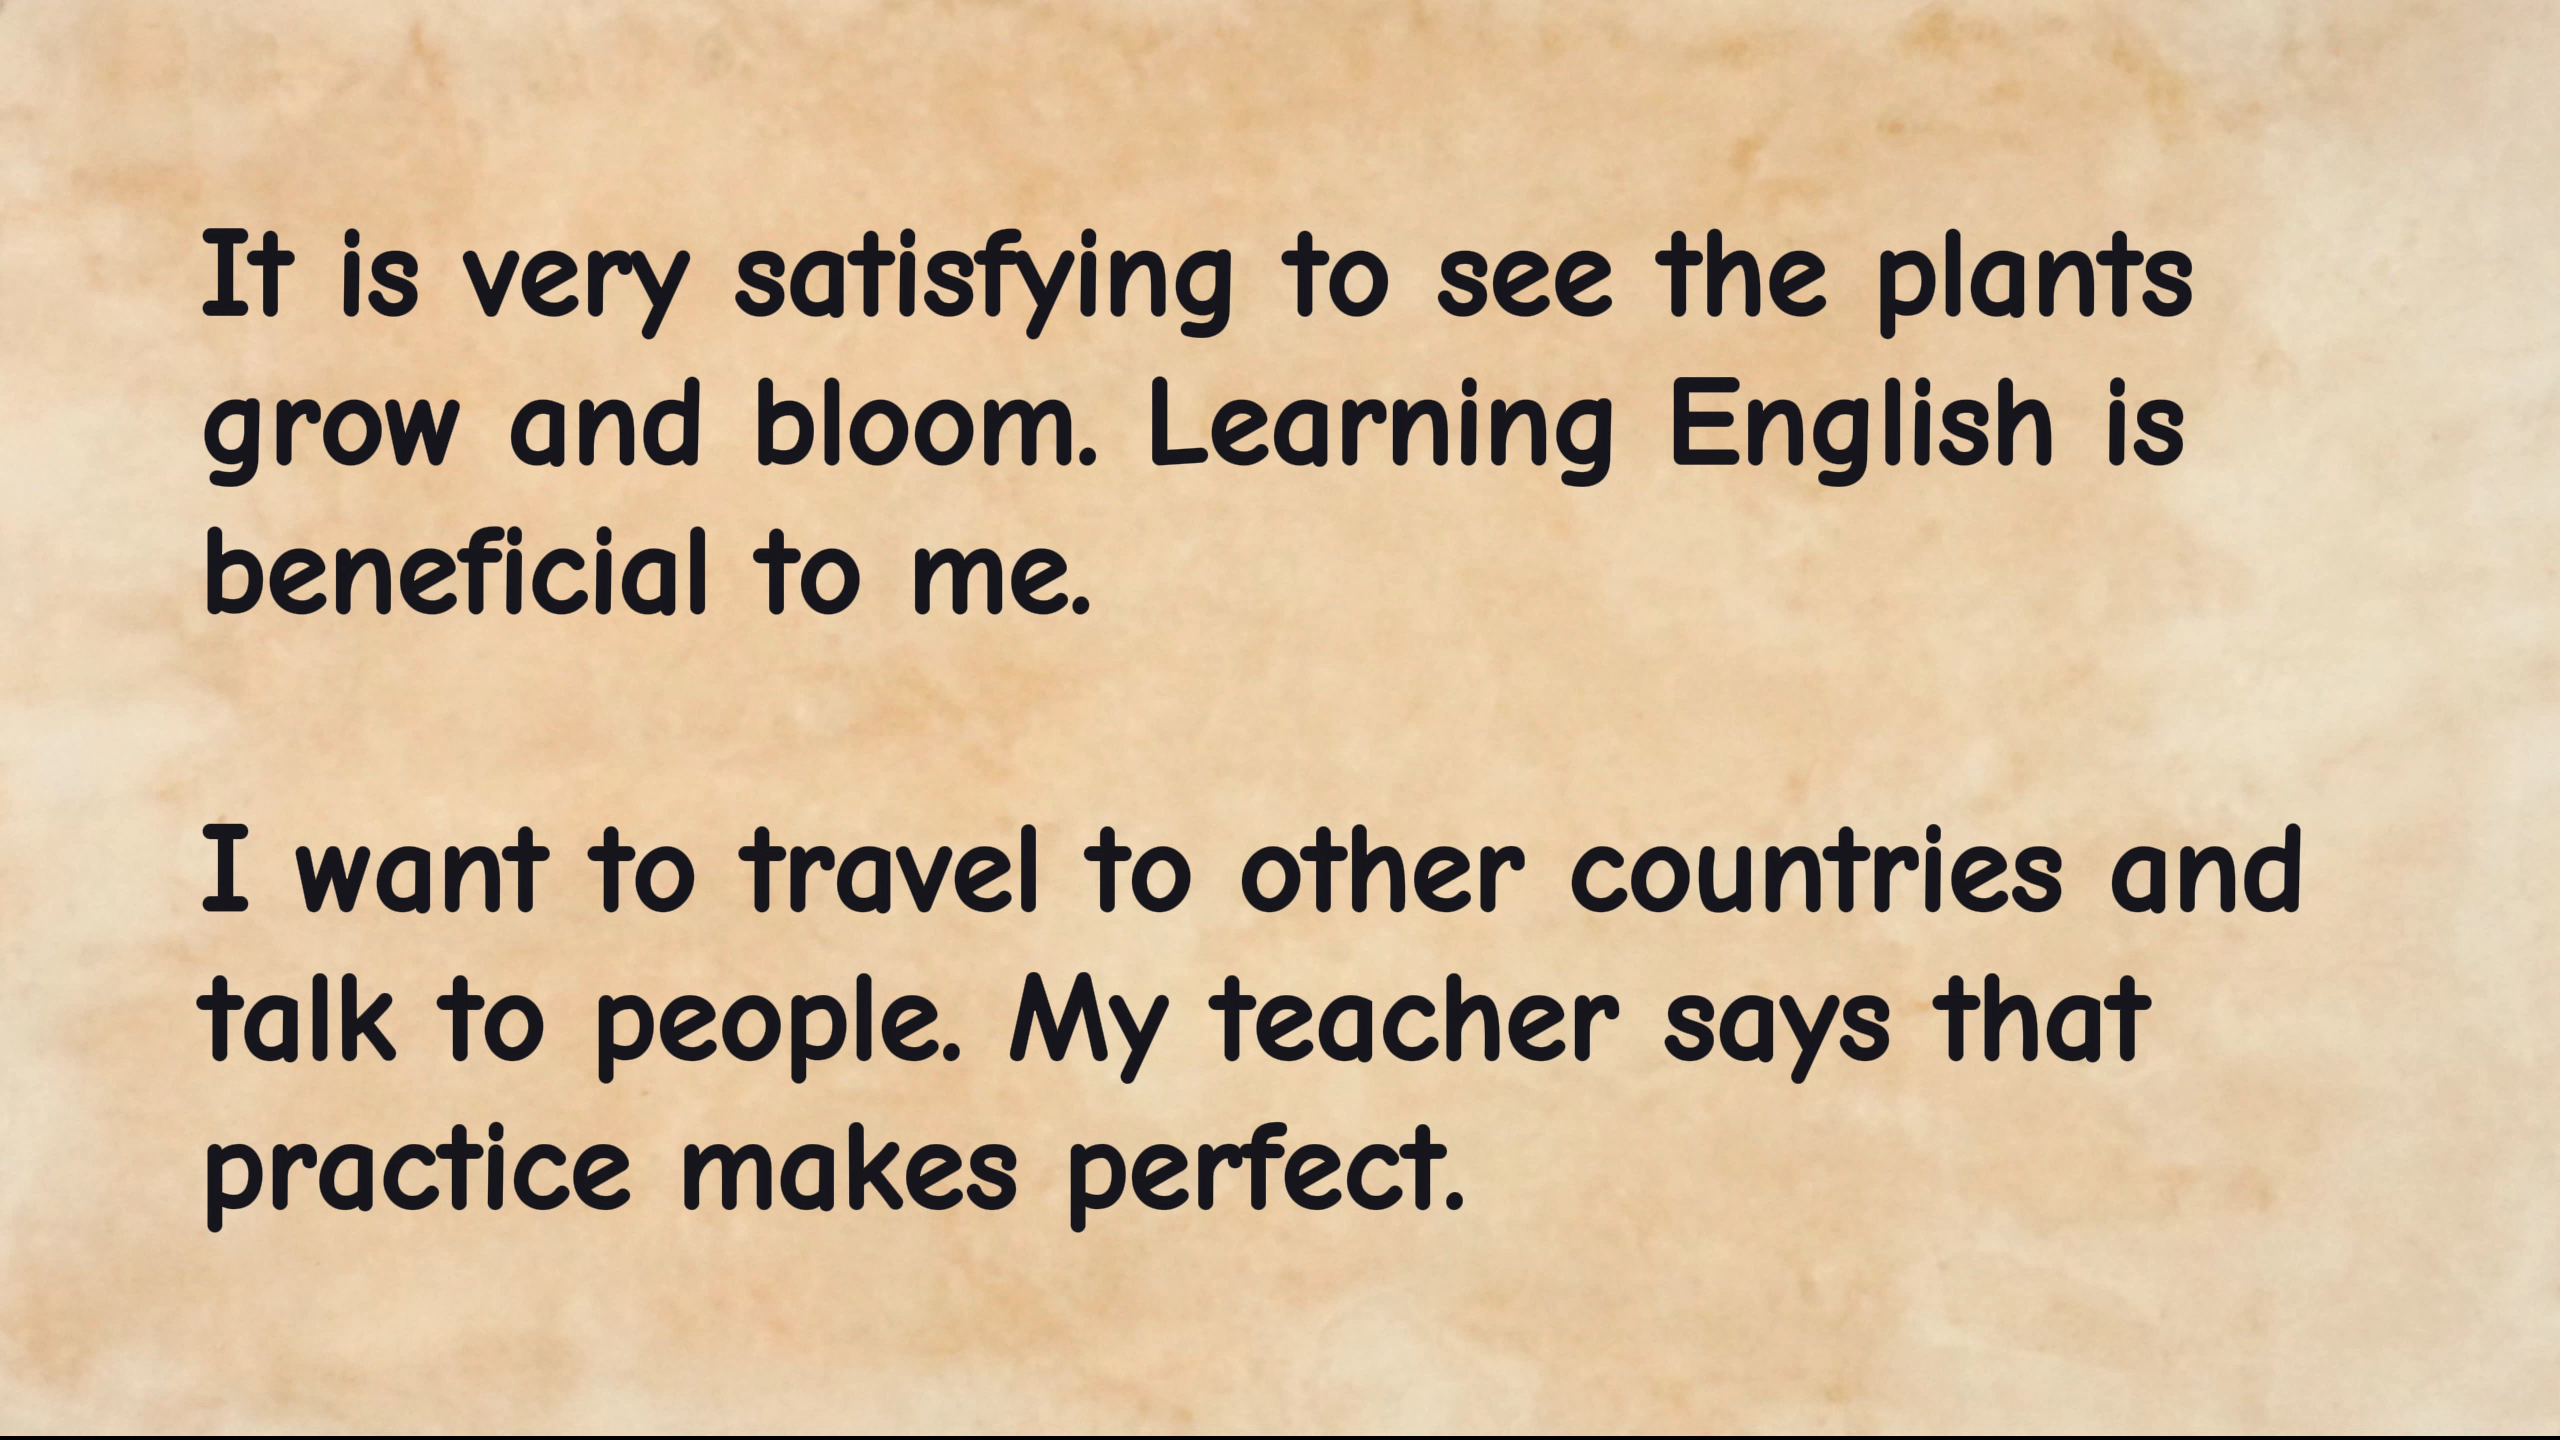 It is very satisfying to see the plants
grow and bloom. Learning English is
beneficial to me.
I want to travel to other countries and
talk to people. My teacher says that
practice makes perfect.